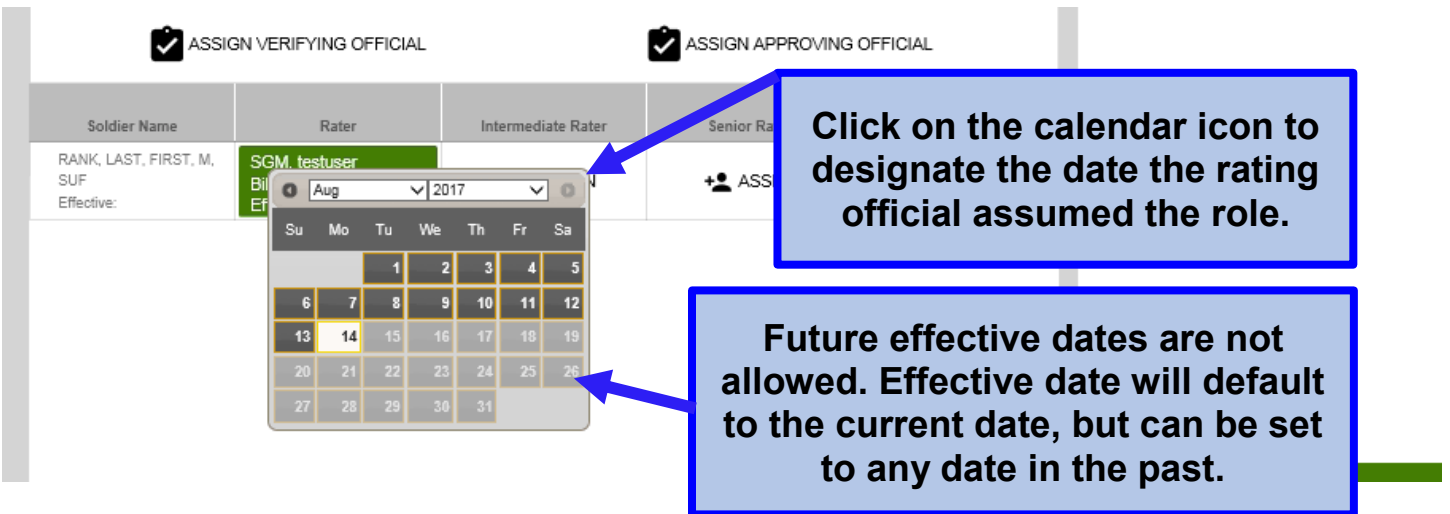 ASSIGN VERIFYING OFFICIAL
ASSIGN APPROVING OFFICIAL
Soldier Name
Rater
Intermediate Rater
Senior Ra
RANK, LAST, FIRST, M,
SUF
Effective:
SGM, testuser
Bil
Ef
N
ASS
Aug 2017
Su Mo Tu We Th Fr Sa
1 2 3 4 5
6 7 8 9 10 11 12
13 14 15 16 17 18 19
20 21 22 23 24 25 26
27 28 29 30 31
Click on the calendar icon to
designate the date the rating
official assumed the role.
Future effective dates are not
allowed. Effective date will default
to the current date, but can be set
to any date in the past.